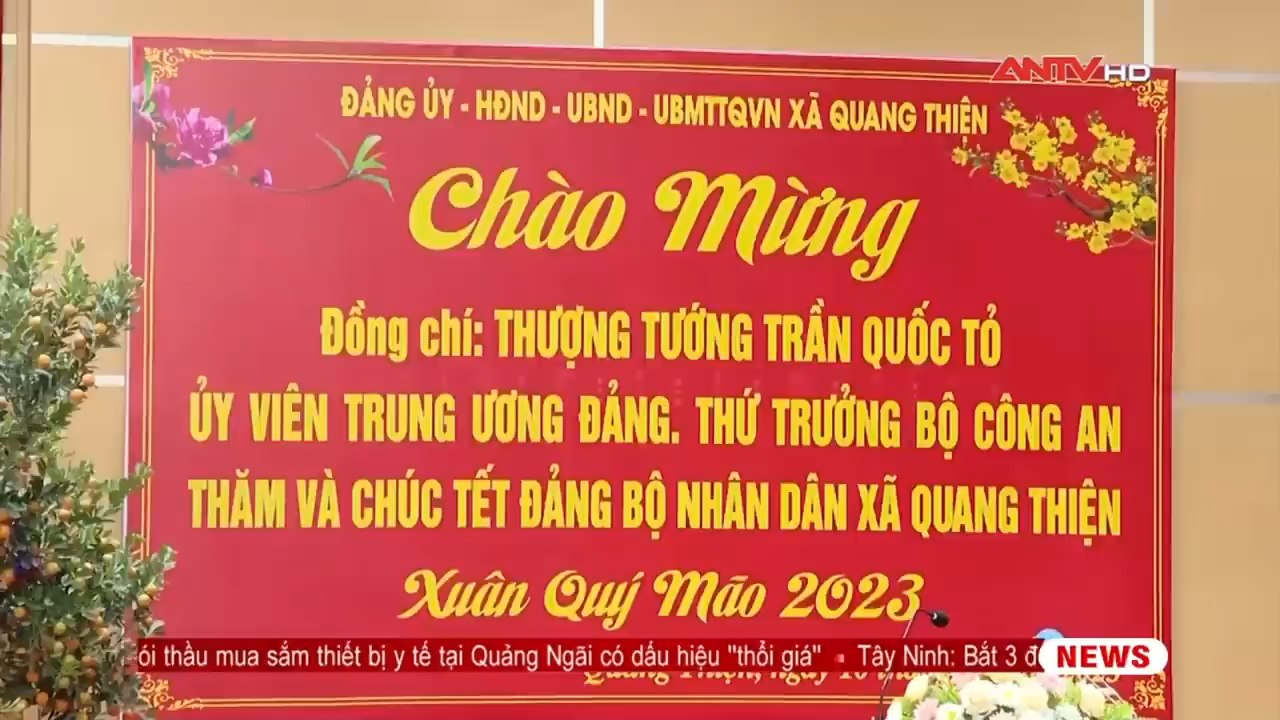 ANTV HD
ĐẢNG ỦY - HĐND - UBND - UBMTTQVN XÃ QUANG THIỆN
Chào Mừng
Đồng chí: THƯỢNG TƯỚNG TRẦN QUỐC TỎ
ỦY VIÊN TRUNG ƯƠNG ĐẢNG. THỨ TRƯỞNG BỘ CÔNG AN
THĂM VÀ CHÚC TẾT ĐẢNG BỘ NHÂN DÂN XÃ QUANG THIỆN
Xuân Quý Mão 2023
ói thầu mua sắm thiết bị y tế tại Quảng Ngãi có dấu hiệu "thổi giá" Tây Ninh: Bắt 3 đ NEWS
Quang Thiện, ngày